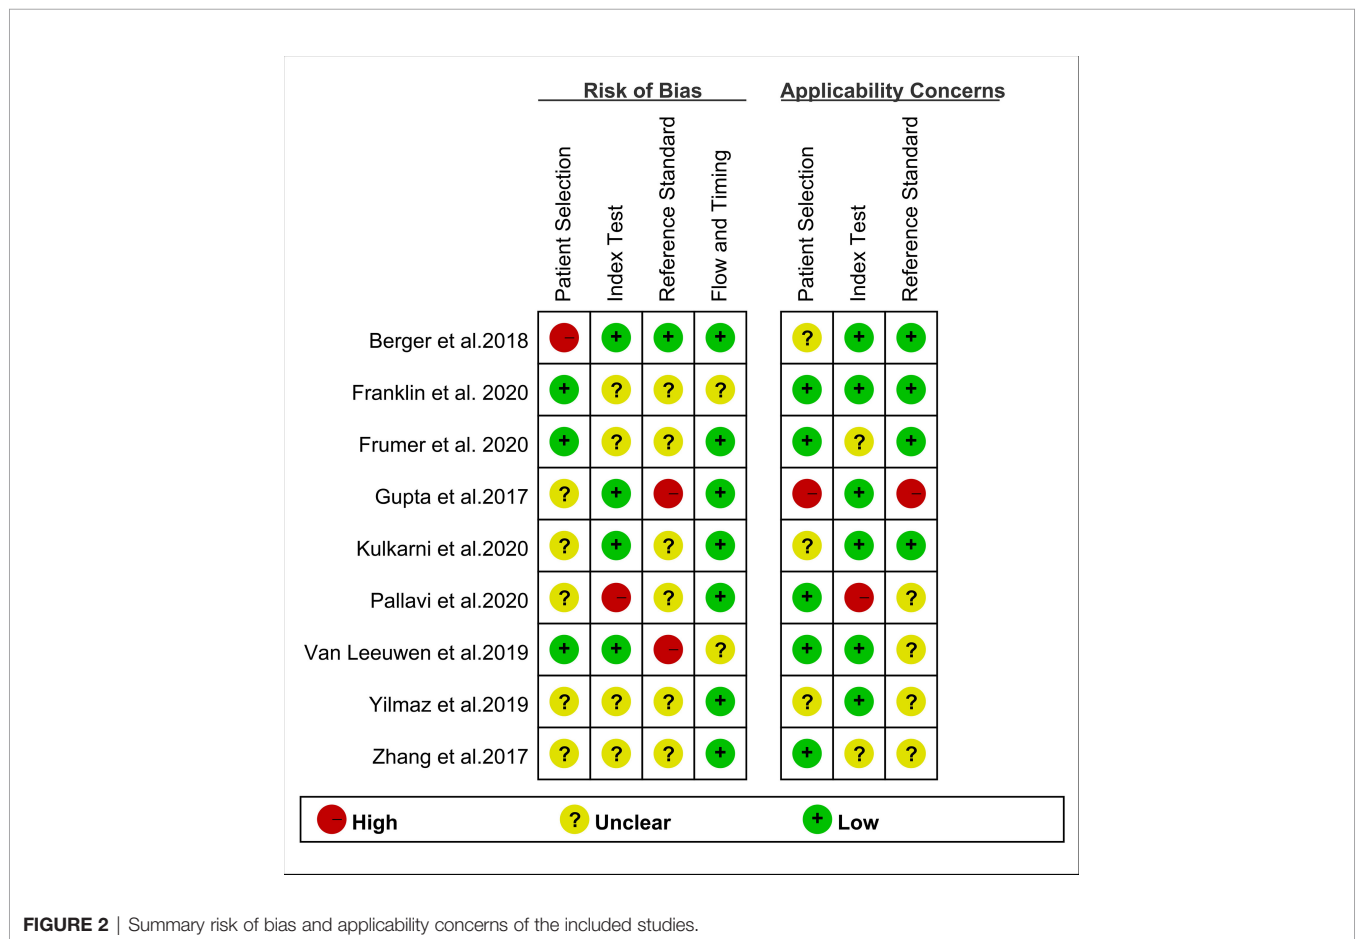 Risk of Bias Applicability Concerns
Patient Selection Index Test Reference Standard Flow and Timing Patient Selection Index Test Reference Standard
Berger et al.2018 – + + + ? + +
Franklin et al. 2020 + ? ? ? + + +
Frumer et al. 2020 + ? ? + + ? +
Gupta et al.2017 ? + – + – + –
Kulkarni et al.2020 ? + ? + ? + +
Pallavi et al.2020 ? – ? + + – ?
Van Leeuwen et al.2019 + + – ? + + ?
Yilmaz et al.2019 ? ? ? + ? + ?
Zhang et al.2017 ? ? ? + + ? ?
– High ? Unclear + Low
FIGURE 2 | Summary risk of bias and applicability concerns of the included studies.